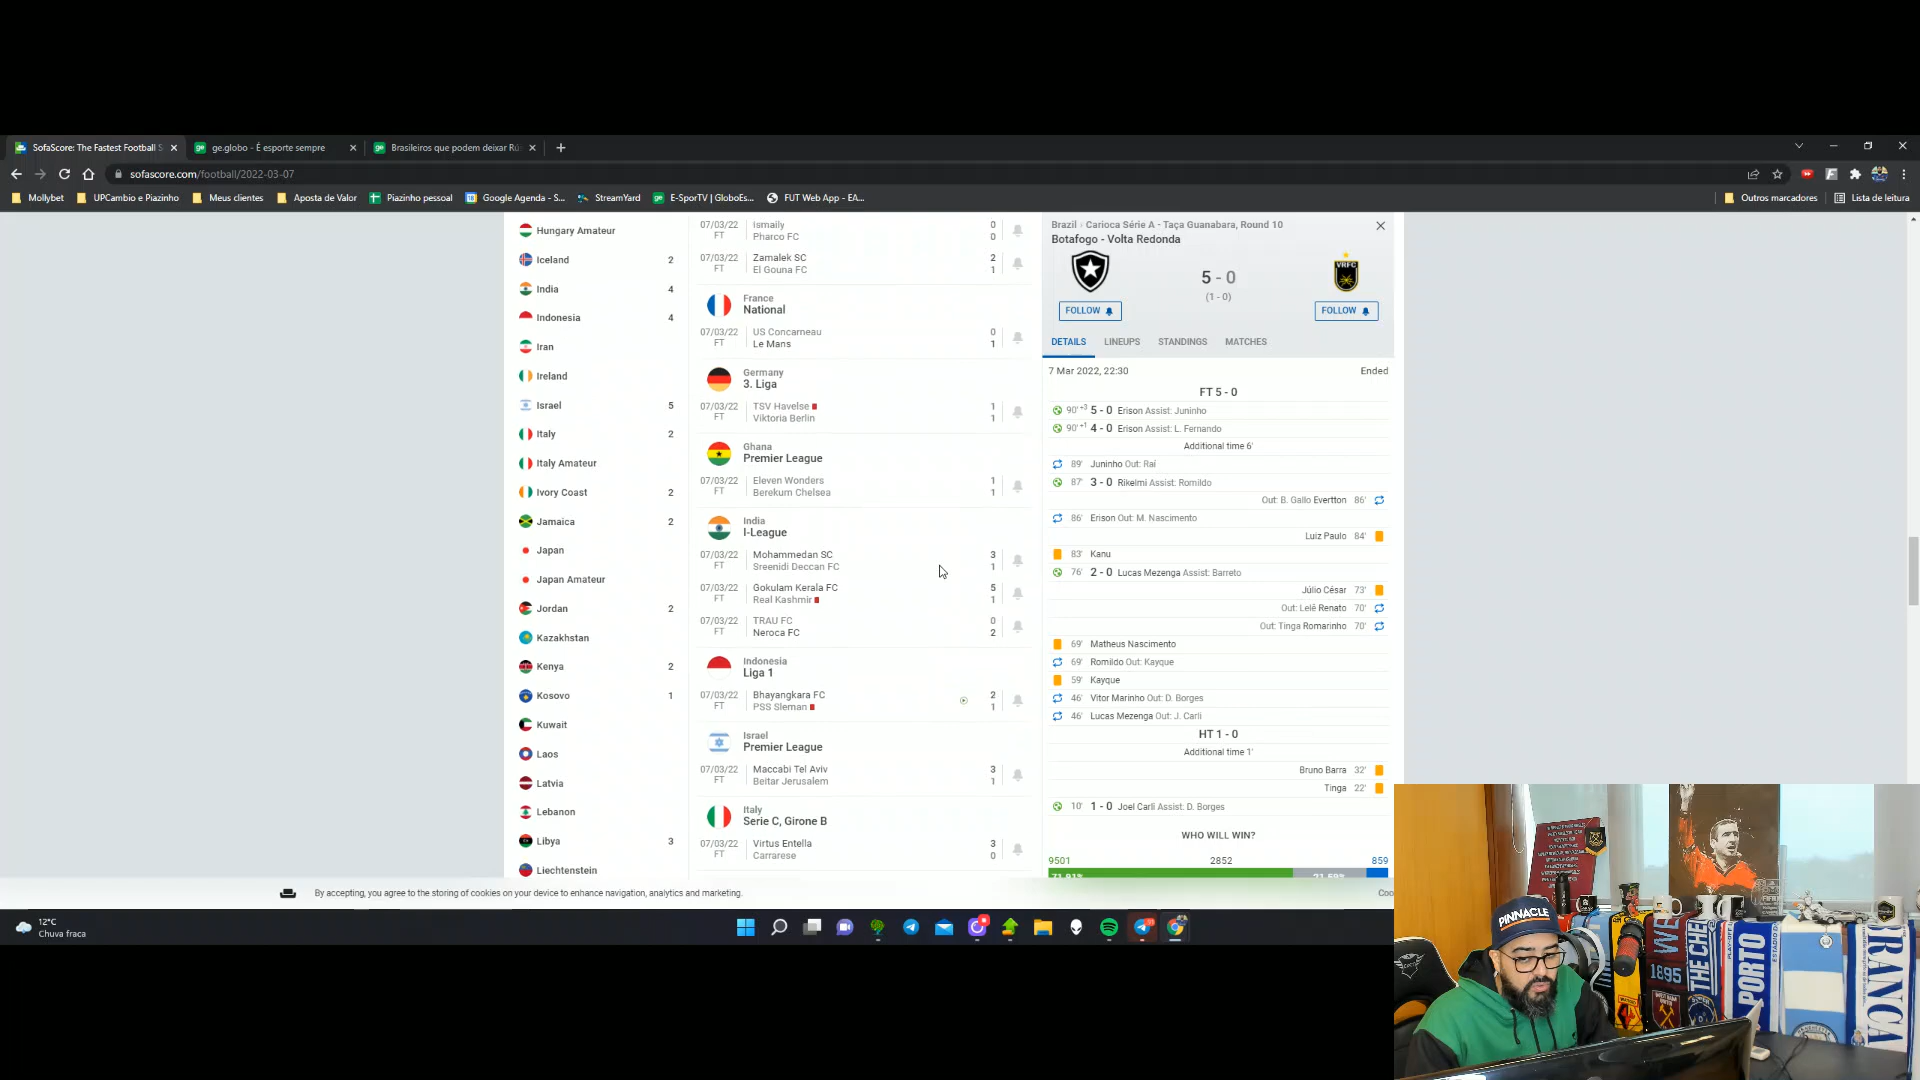 SofaScore: The Fastest Football S
ge.globo - É esporte sempre
Brasileiros que podem deixar Rú
sofascore.com/football/2022-03-07
Mollybet
UPCambio e Piazinho
Meus clientes
Aposta de Valor
Piazinho pessoal
Google Agenda - S...
StreamYard
E-SporTV | GloboEs...
FUT Web App - EA...
Outros marcadores
Lista de leitura
Hungary Amateur
Iceland 2
India 4
Indonesia 4
Iran
Ireland
Israel 5
Italy 2
Italy Amateur
Ivory Coast 2
Jamaica 2
Japan
Japan Amateur
Jordan 2
Kazakhstan
Kenya 2
Kosovo 1
Kuwait
Laos
Latvia
Lebanon
Libya 3
Liechtenstein
07/03/22 Ismaily 0
FT Pharco FC 0
07/03/22 Zamalek SC 2
FT El Gouna FC 1
France
National
07/03/22 US Concarneau 0
FT Le Mans 1
Germany
3. Liga
07/03/22 TSV Havelse 1
FT Viktoria Berlin 1
Ghana
Premier League
07/03/22 Eleven Wonders 1
FT Berekum Chelsea 1
India
I-League
07/03/22 Mohammedan SC 3
FT Sreenidi Deccan FC 1
07/03/22 Gokulam Kerala FC 5
FT Real Kashmir 1
07/03/22 TRAU FC 0
FT Neroca FC 2
Indonesia
Liga 1
07/03/22 Bhayangkara FC 2
FT PSS Sleman 1
Israel
Premier League
07/03/22 Maccabi Tel Aviv 3
FT Beitar Jerusalem 1
Italy
Serie C, Girone B
07/03/22 Virtus Entella 3
FT Carrarese 0
Brazil › Carioca Série A - Taça Guanabara, Round 10
Botafogo - Volta Redonda
VRFC
5 - 0
(1 - 0)
FOLLOW
FOLLOW
DETAILS LINEUPS STANDINGS MATCHES
7 Mar 2022, 22:30 Ended
FT 5 - 0
90' +3 5 - 0 Erison Assist: Juninho
90' +1 4 - 0 Erison Assist: L. Fernando
Additional time 6'
89' Juninho Out: Raí
87' 3 - 0 Rikelmi Assist: Romildo
Out: B. Gallo Evertton 86'
86' Erison Out: M. Nascimento
Luiz Paulo 84'
83' Kanu
76' 2 - 0 Lucas Mezenga Assist: Barreto
Júlio César 73'
Out: Lelê Renato 70'
Out: Tinga Romarinho 70'
69' Matheus Nascimento
69' Romildo Out: Kayque
59' Kayque
46' Vitor Marinho Out: D. Borges
46' Lucas Mezenga Out: J. Carli
HT 1 - 0
Additional time 1'
Bruno Barra 32'
Tinga 22'
10' 1 - 0 Joel Carli Assist: D. Borges
WHO WILL WIN?
9501 2852 859
71.91% 21.59%
By accepting, you agree to the storing of cookies on your device to enhance navigation, analytics and marketing.
Coo
12°C
Chuva fraca
PINNACLE
WE
1895
THE CHE
PORTO
BRANCA